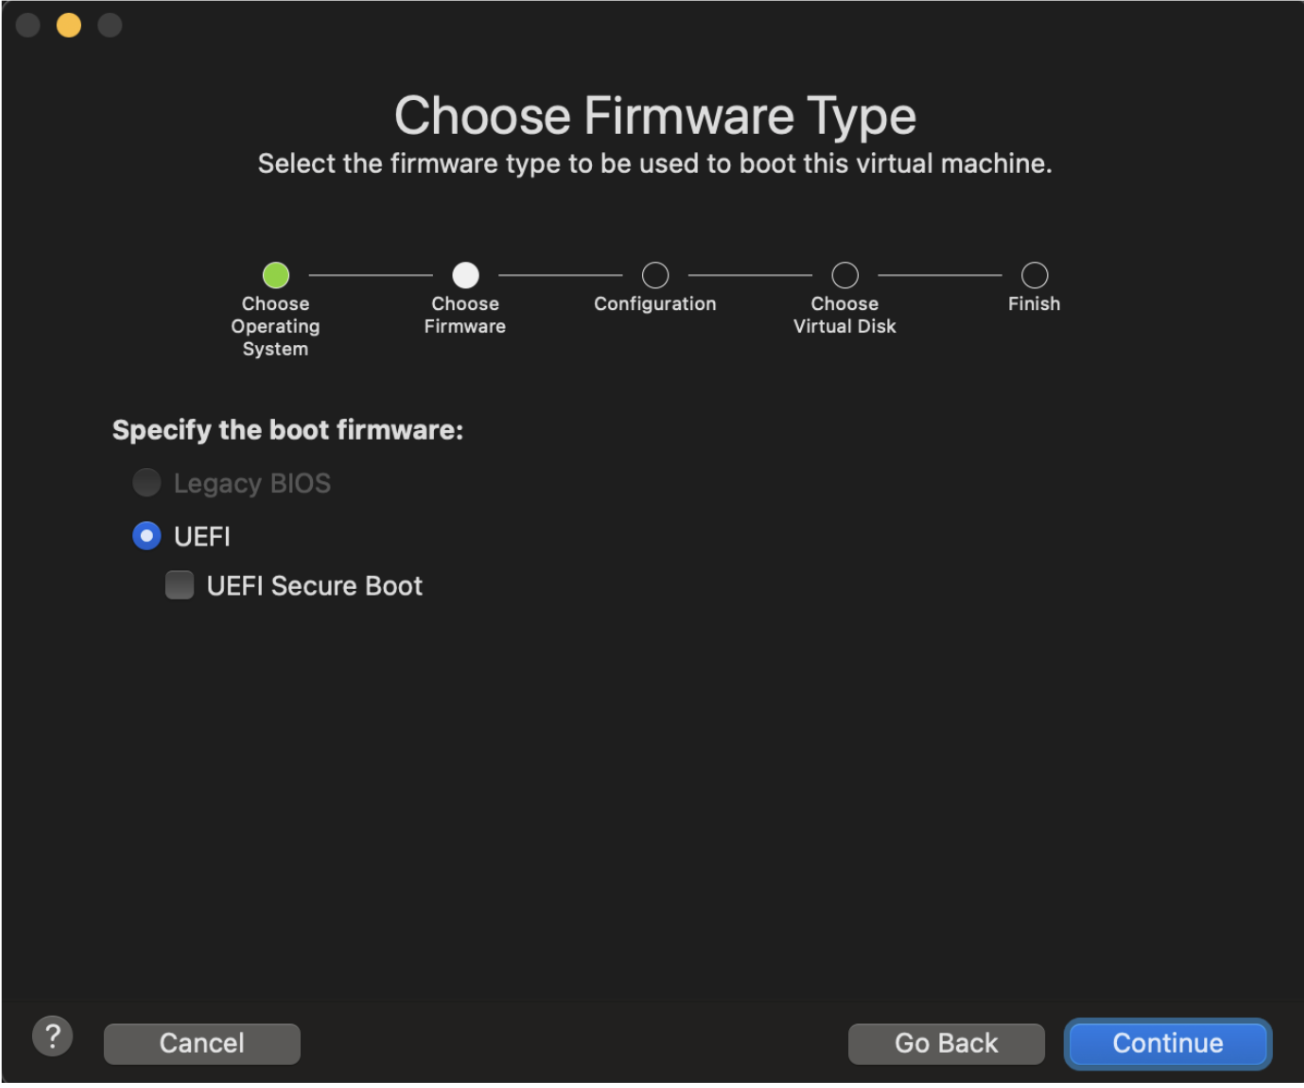 Choose Firmware Type
Select the firmware type to be used to boot this virtual machine.
Choose
Operating
System
Choose
Firmware
Configuration
Choose
Virtual Disk
Finish
Specify the boot firmware:
Legacy BIOS
UEFI
UEFI Secure Boot
?
Cancel
Go Back
Continue